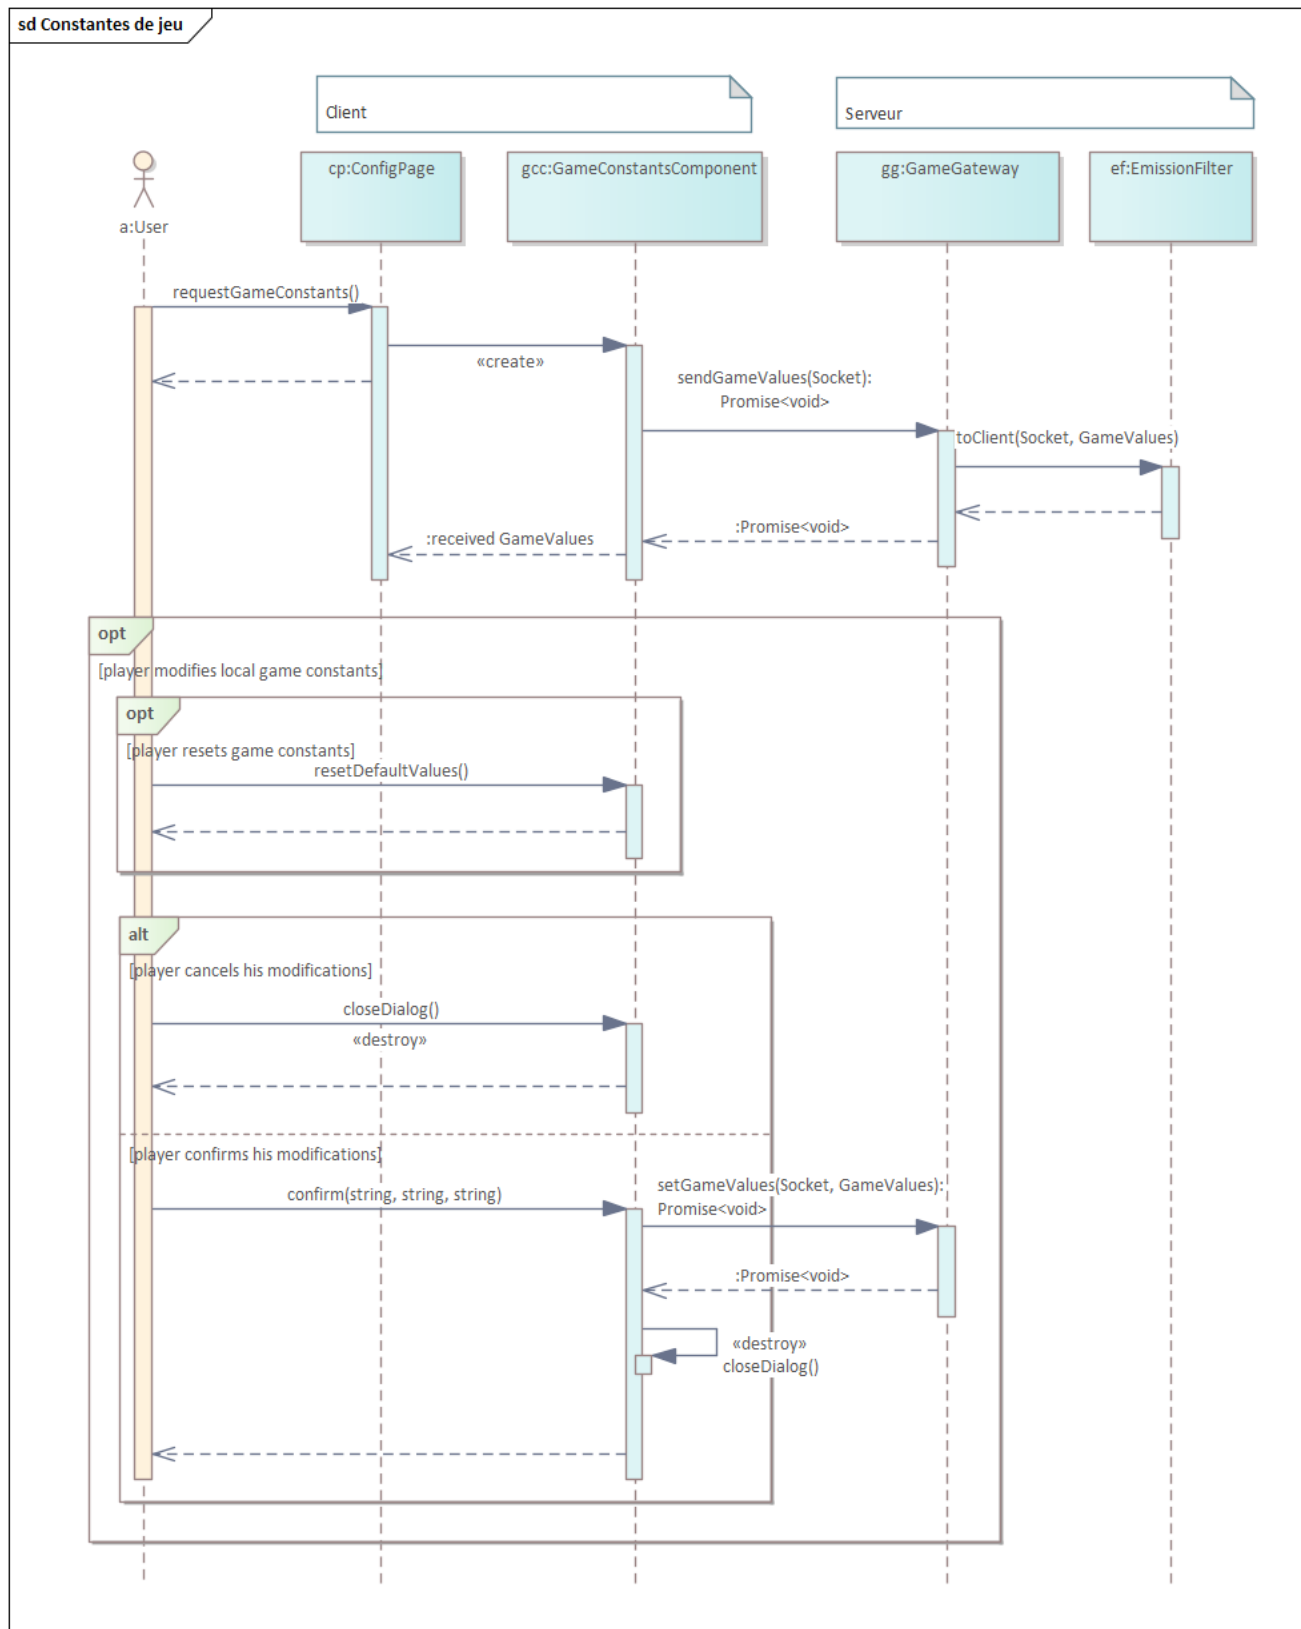 sd Constantes de jeu
Client
Serveur
a:User
cp:ConfigPage
gcc:GameConstantsComponent
gg:GameGateway
ef:EmissionFilter
requestGameConstants()
«create»
sendGameValues(Socket):
Promise<void>
toClient(Socket, GameValues)
:Promise<void>
:received GameValues
opt
[player modifies local game constants]
opt
[player resets game constants]
resetDefaultValues()
alt
[player cancels his modifications]
closeDialog()
«destroy»
[player confirms his modifications]
confirm(string, string, string)
setGameValues(Socket, GameValues):
Promise<void>
:Promise<void>
«destroy»
closeDialog()